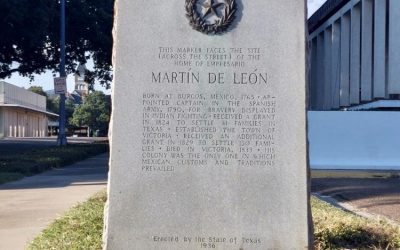 THIS MARKER FACES THE SITE
(ACROSS THE STREET) OF THE
HOME OF EMPRESARIO
MARTÍN DE LEÓN
BORN AT BURGOS, MEXICO, 1765 • AP-
POINTED CAPTAIN IN THE SPANISH
ARMY, 1790, FOR BRAVERY DISPLAYED
IN INDIAN FIGHTING • RECEIVED A GRANT
IN 1824 TO SETTLE 41 FAMILIES IN
TEXAS • ESTABLISHED THE TOWN OF
VICTORIA • RECEIVED AN ADDITIONAL
GRANT IN 1829 TO SETTLE 150 FAMI-
LIES • DIED IN VICTORIA, 1833 • HIS
COLONY WAS THE ONLY ONE IN WHICH
MEXICAN CUSTOMS AND TRADITIONS
PREVAILED
Erected by the State of Texas
1936